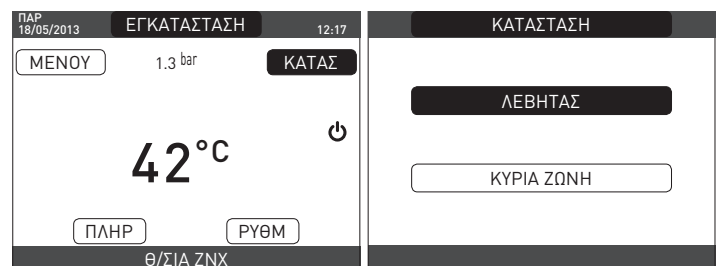 ΠΑΡ
18/05/2013 ΕΓΚΑΤΑΣΤΑΣΗ 12:17
ΜΕΝΟΥ 1.3 bar ΚΑΤΑΣ
42°C
ΠΛΗΡ ΡΥΘΜ
Θ/ΣΙΑ ΖΝΧ
ΚΑΤΑΣΤΑΣΗ
ΛΕΒΗΤΑΣ
ΚΥΡΙΑ ΖΩΝΗ